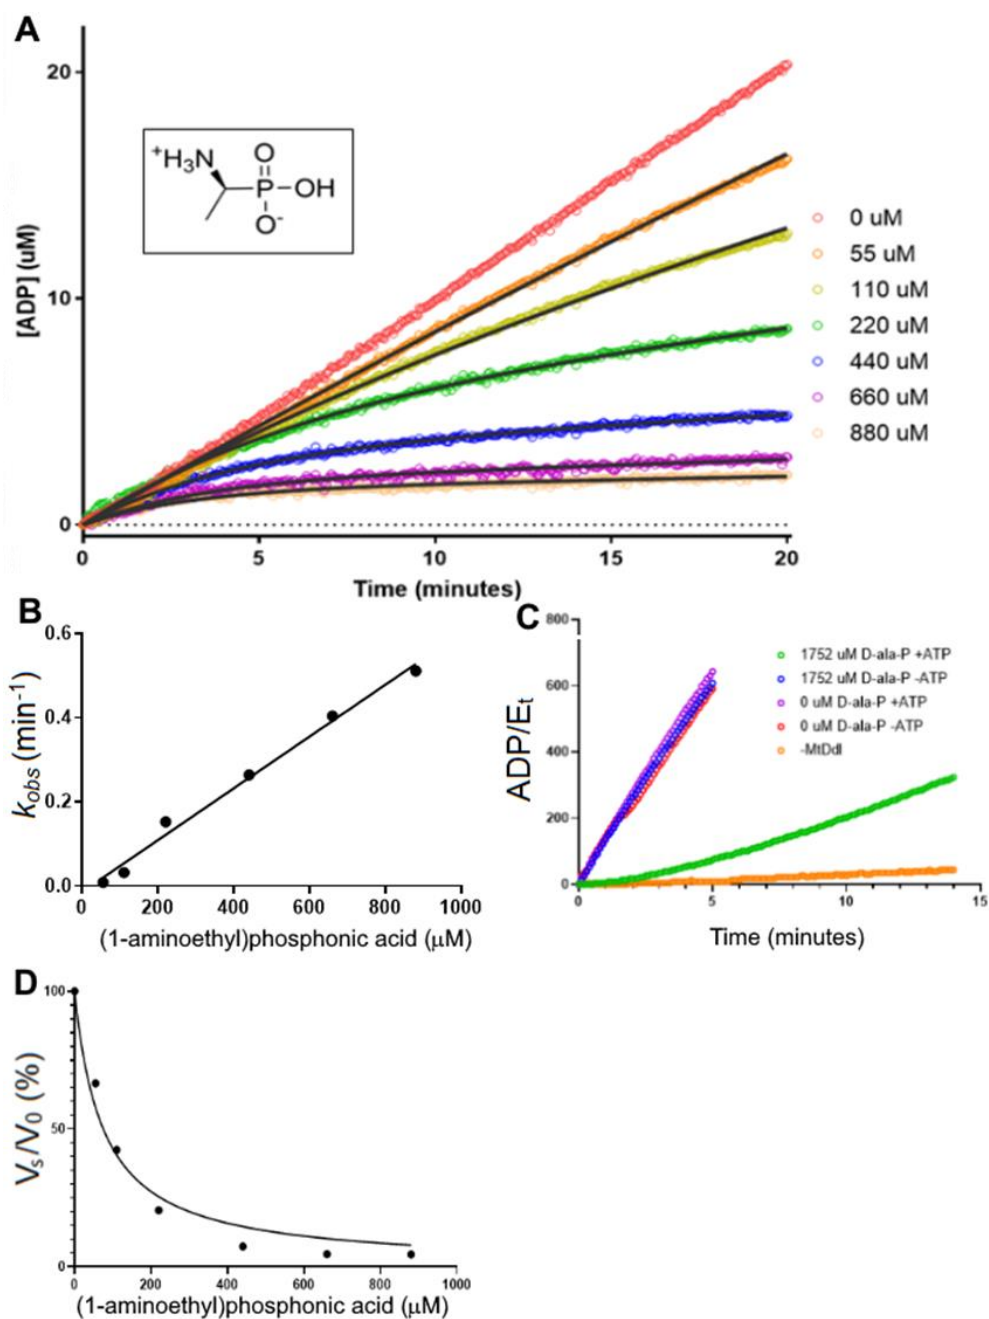 A
20
10
0
[ADP] (uM)
+H3N
O
P
OH
O-
0 uM
55 uM
110 uM
220 uM
440 uM
660 uM
880 uM
0 5 10 15 20
Time (minutes)
B
0.6
0.4
0.2
0.0
kobs (min-1)
0 200 400 600 800 1000
(1-aminoethyl)phosphonic acid (μM)
C
800
600
400
200
0
ADP/Et
1752 uM D-ala-P +ATP
1752 uM D-ala-P -ATP
0 uM D-ala-P +ATP
0 uM D-ala-P -ATP
-MtDdl
0 5 10 15
Time (minutes)
D
100
50
0
Vs/V0 (%)
0 200 400 600 800 1000
(1-aminoethyl)phosphonic acid (μM)